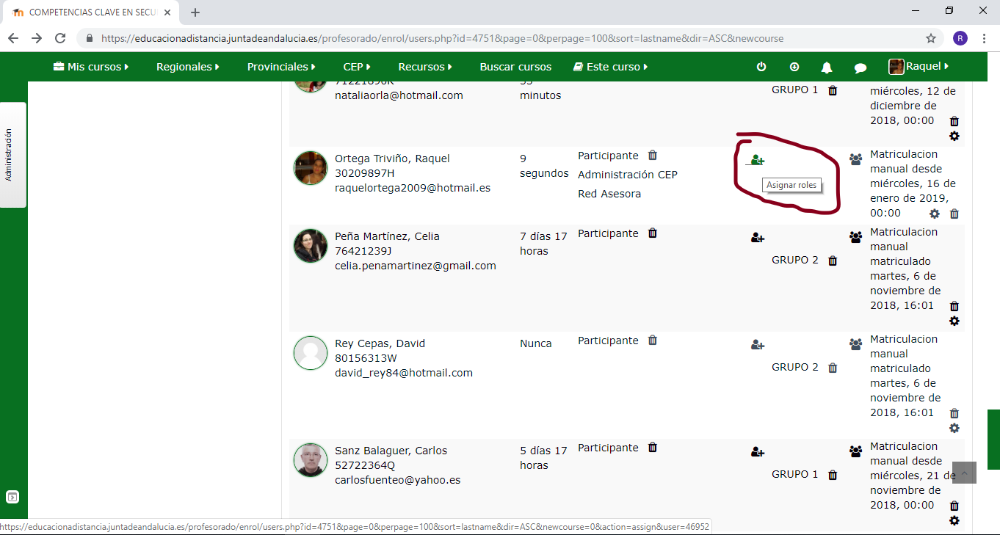 COMPETENCIAS CLAVE EN SECU
https://educacionadistancia.juntadeandalucia.es/profesorado/enrol/users.php?id=4751&page=0&perpage=100&sort=lastname&dir=ASC&newcourse
R
Mis cursos Regionales Provinciales CEP Recursos Buscar cursos Este curso Raquel
Administración
nataliaorla@hotmail.com
minutos
GRUPO 1
miércoles, 12 de
diciembre de
2018, 00:00
Ortega Triviño, Raquel
30209897H
raquelortega2009@hotmail.es
9
segundos
Participante
Administración CEP
Red Asesora
Asignar roles
Matriculacion
manual desde
miércoles, 16 de
enero de 2019,
00:00
Peña Martínez, Celia
76421239J
celia.penamartinez@gmail.com
7 días 17
horas
Participante
GRUPO 2
Matriculacion
manual
matriculado
martes, 6 de
noviembre de
2018, 16:01
Rey Cepas, David
80156313W
david_rey84@hotmail.com
Nunca
Participante
GRUPO 2
Matriculacion
manual
matriculado
martes, 6 de
noviembre de
2018, 16:01
Sanz Balaguer, Carlos
52722364Q
carlosfuenteo@yahoo.es
5 días 17
horas
Participante
GRUPO 1
Matriculacion
manual desde
miércoles, 21 de
noviembre de
2018, 00:00
https://educacionadistancia.juntadeandalucia.es/profesorado/enrol/users.php?id=4751&page=0&perpage=100&sort=lastname&dir=ASC&newcourse=0&action=assign&user=46952